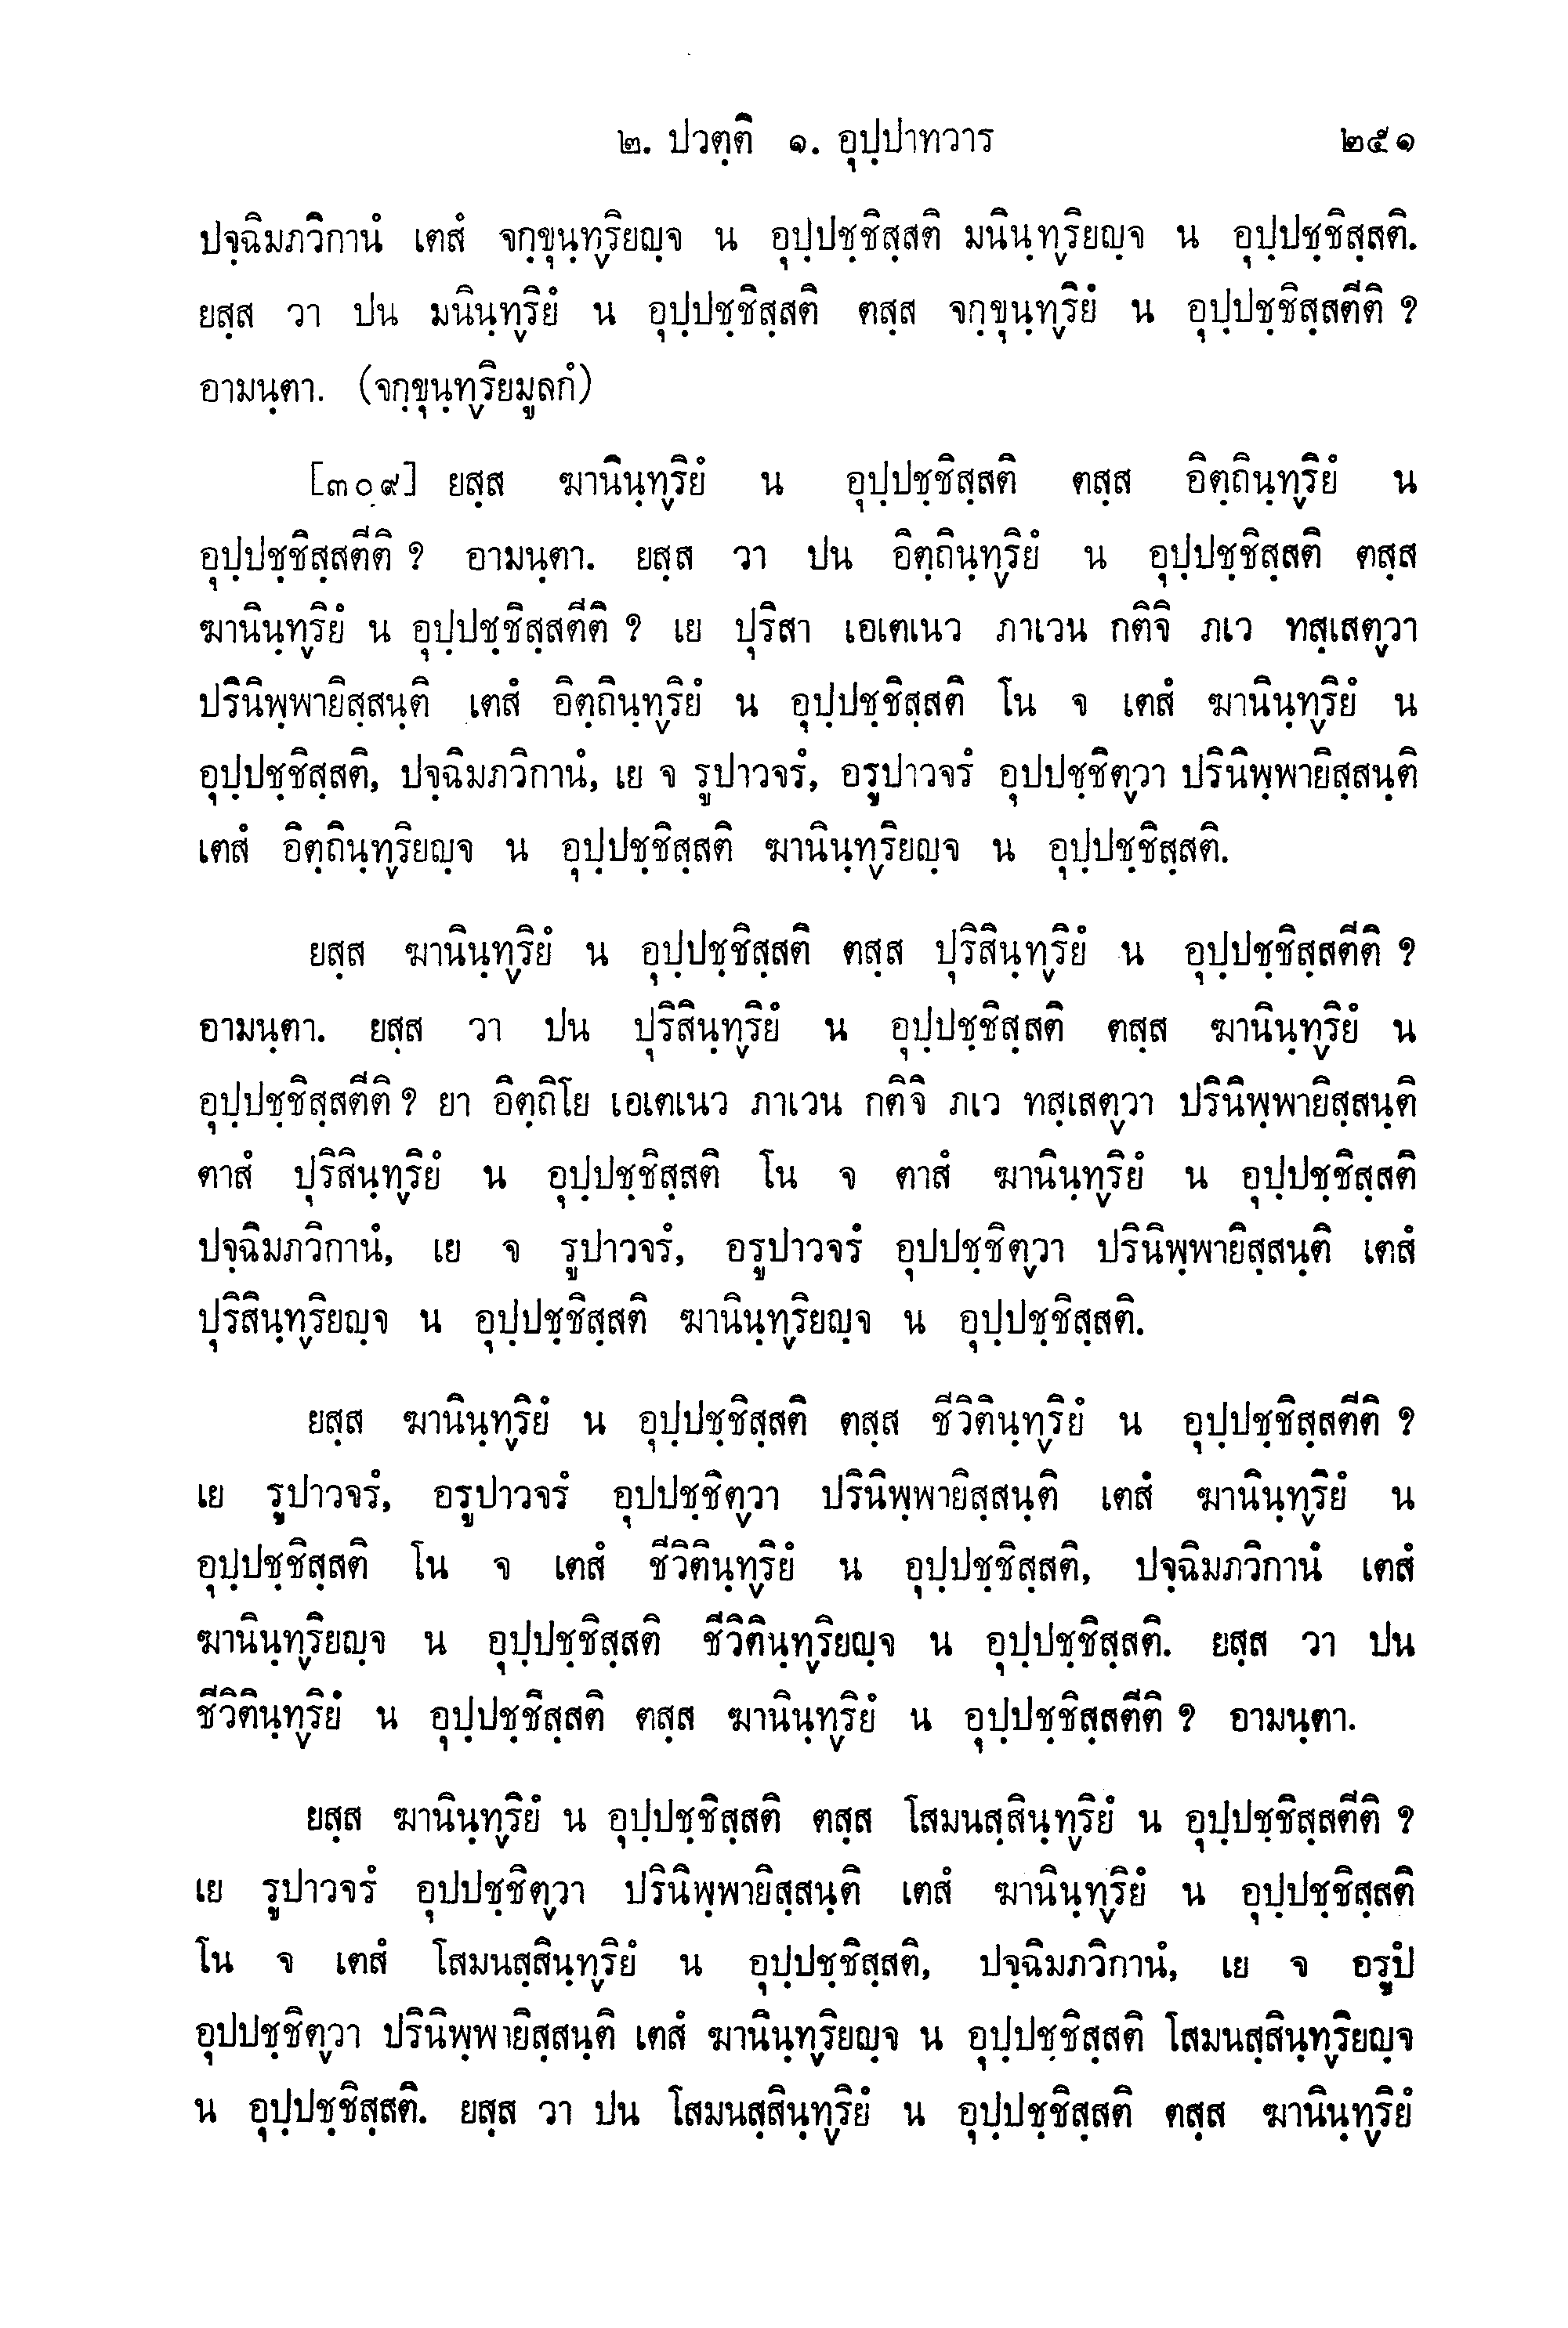 ๒. ปวตฺติ ๑. อุปฺปาทวาร ๒๕๑
ปจฺฉิมภวิกานํ เตสํ จกฺขุนฺทฺริยญฺจ น อุปฺปชฺชิสฺสติ มนินฺทฺริยญฺจ น อุปฺปชฺชิสฺสติ.
ยสฺส วา ปน มนินฺทฺริยํ น อุปฺปชฺชิสฺสติ ตสฺส จกฺขุนฺทฺริยํ น อุปฺปชฺชิสฺสตีติ ?
อามนฺตา. (จกฺขุนฺทฺริยมูลกํ)
[๓๐๙] ยสฺส ฆานินฺทฺริยํ น อุปฺปชฺชิสฺสติ ตสฺส อิตฺถินฺทฺริยํ น
อุปฺปชฺชิสฺสตีติ ? อามนฺตา. ยสฺส วา ปน อิตฺถินฺทฺริยํ น อุปฺปชฺชิสฺสติ ตสฺส
ฆานินฺทฺริยํ น อุปฺปชฺชิสฺสตีติ ? เย ปุริสา เอเตเนว ภาเวน กติจิ ภเว ทสฺเสตฺวา
ปรินิพฺพายิสฺสนฺติ เตสํ อิตฺถินฺทฺริยํ น อุปฺปชฺชิสฺสติ โน จ เตสํ ฆานินฺทฺริยํ น
อุปฺปชฺชิสฺสติ, ปจฺฉิมภวิกานํ, เย จ รูปาวจรํ, อรูปาวจรํ อุปปชฺชิตฺวา ปรินิพฺพายิสฺสนฺติ
เตสํ อิตฺถินฺทฺริยญฺจ น อุปฺปชฺชิสฺสติ ฆานินฺทฺริยญฺจ น อุปฺปชฺชิสฺสติ.
ยสฺส ฆานินฺทฺริยํ น อุปฺปชฺชิสฺสติ ตสฺส ปุริสินฺทฺริยํ น อุปฺปชฺชิสฺสตีติ ?
อามนฺตา. ยสฺส วา ปน ปุริสินฺทฺริยํ น อุปฺปชฺชิสฺสติ ตสฺส ฆานินฺทฺริยํ น
อุปฺปชฺชิสฺสตีติ ? ยา อิตฺถิโย เอเตเนว ภาเวน กติจิ ภเว ทสฺเสตฺวา ปรินิพฺพายิสฺสนฺติ
ตาสํ ปุริสินฺทฺริยํ น อุปฺปชฺชิสฺสติ โน จ ตาสํ ฆานินฺทฺริยํ น อุปฺปชฺชิสฺสติ
ปจฺฉิมภวิกานํ, เย จ รูปาวจรํ, อรูปาวจรํ อุปปชฺชิตฺวา ปรินิพฺพายิสฺสนฺติ เตสํ
ปุริสินฺทฺริยญฺจ น อุปฺปชฺชิสฺสติ ฆานินฺทฺริยญฺจ น อุปฺปชฺชิสฺสติ.
ยสฺส ฆานินฺทฺริยํ น อุปฺปชฺชิสฺสติ ตสฺส ชีวิตินฺทฺริยํ น อุปฺปชฺชิสฺสตีติ ?
เย รูปาวจรํ, อรูปาวจรํ อุปปชฺชิตฺวา ปรินิพฺพายิสฺสนฺติ เตสํ ฆานินฺทฺริยํ น
อุปฺปชฺชิสฺสติ โน จ เตสํ ชีวิตินฺทฺริยํ น อุปฺปชฺชิสฺสติ, ปจฺฉิมภวิกานํ เตสํ
ฆานินฺทฺริยญฺจ น อุปฺปชฺชิสฺสติ ชีวิตินฺทฺริยญฺจ น อุปฺปชฺชิสฺสติ. ยสฺส วา ปน
ชีวิตินฺทฺริยํ น อุปฺปชฺชิสฺสติ ตสฺส ฆานินฺทฺริยํ น อุปฺปชฺชิสฺสตีติ ? อามนฺตา.
ยสฺส ฆานินฺทฺริยํ น อุปฺปชฺชิสฺสติ ตสฺส โสมนสฺสินฺทฺริยํ น อุปฺปชฺชิสฺสตีติ ?
เย รูปาวจรํ อุปปชฺชิตฺวา ปรินิพฺพายิสฺสนฺติ เตสํ ฆานินฺทฺริยํ น อุปฺปชฺชิสฺสติ
โน จ เตสํ โสมนสฺสินฺทฺริยํ น อุปฺปชฺชิสฺสติ, ปจฺฉิมภวิกานํ, เย จ อรูปํ
อุปปชฺชิตฺวา ปรินิพฺพายิสฺสนฺติ เตสํ ฆานินฺทฺริยญฺจ น อุปฺปชฺชิสฺสติ โสมนสฺสินฺทฺริยญฺจ
น อุปฺปชฺชิสฺสติ. ยสฺส วา ปน โสมนสฺสินฺทฺริยํ น อุปฺปชฺชิสฺสติ ตสฺส ฆานินฺทฺริยํ